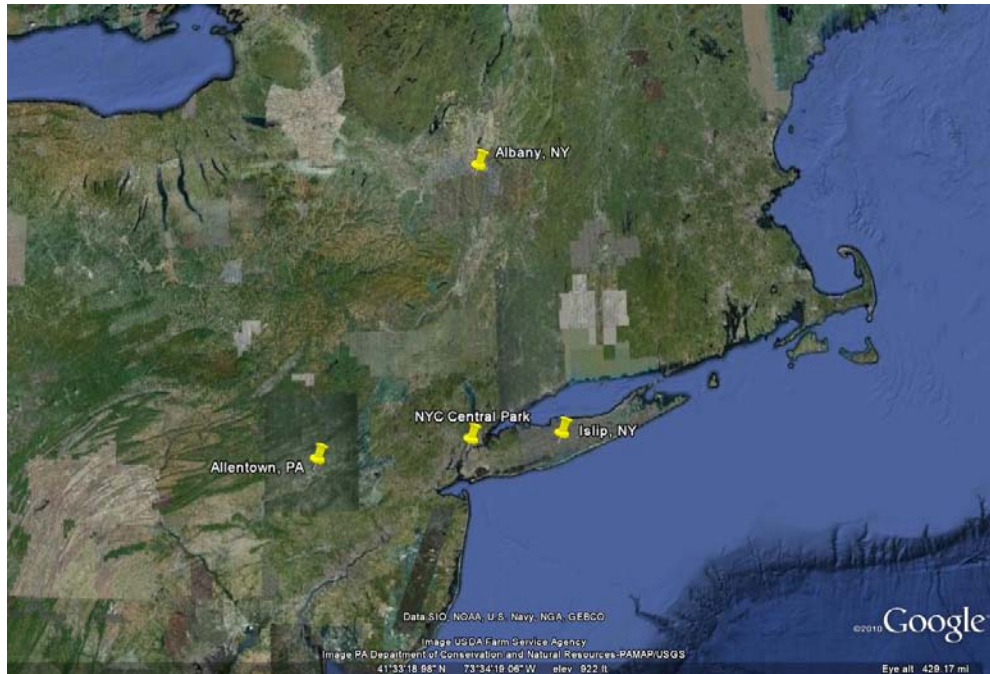 Albany, NY
NYC Central Park
Islip, NY
Allentown, PA
Data SIO, NOAA, U.S. Navy, NGA, GEBCO
©2010 Google
Image USDA Farm Service Agency
Image PA Department of Conservation and Natural Resources-PAMAP/USGS
41°33'18.98" N 73°34'19.06" W elev 922 ft
Eye alt 429.17 mi